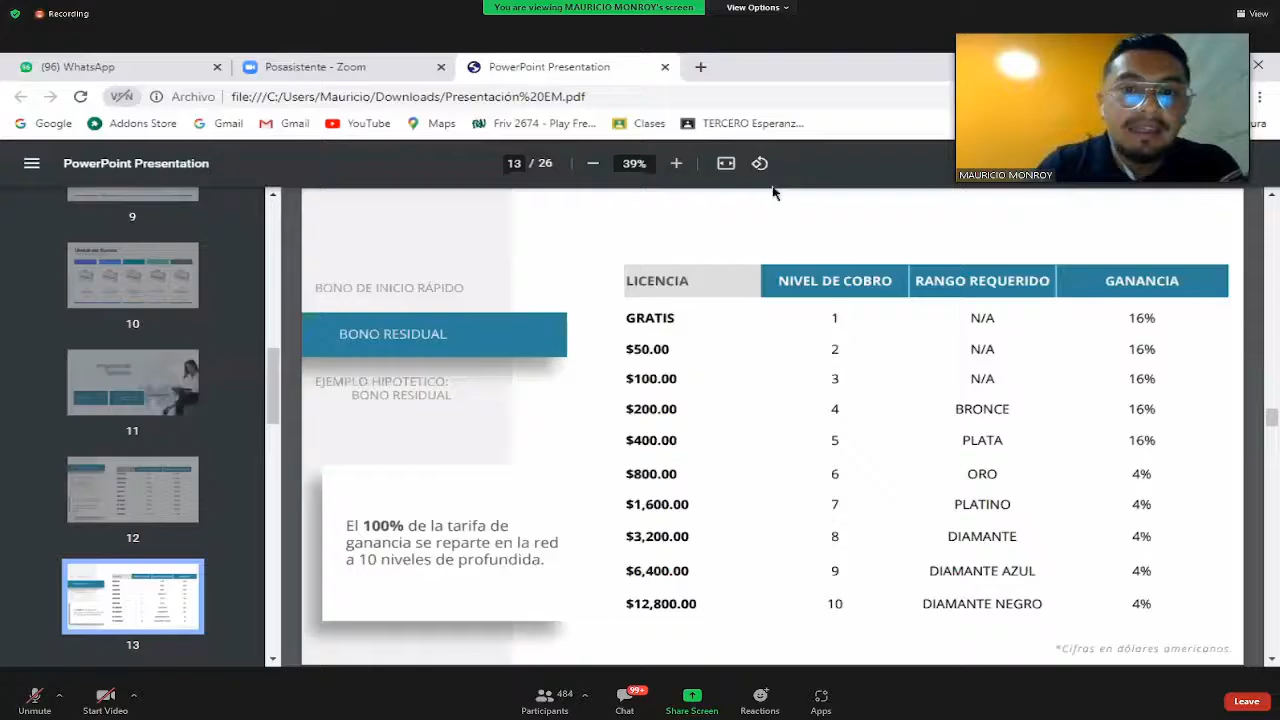 Recording
You are viewing MAURICIO MONROY's screen
View Options
View
(96) WhatsApp
Posasistente - Zoom
PowerPoint Presentation
VPN
Archivo
file:///C:/Users/Mauricio/Downloads/Presentación%20EM.pdf
Google
Addons Store
Gmail
Gmail
YouTube
Maps
Friv 2674 - Play Fre...
Clases
TERCERO Esperanz...
MAURICIO MONROY
PowerPoint Presentation
13 / 26
39%
9
10
11
12
13
BONO DE INICIO RÁPIDO
BONO RESIDUAL
EJEMPLO HIPOTETICO:
BONO RESIDUAL
El 100% de la tarifa de
ganancia se reparte en la red
a 10 niveles de profundida.
LICENCIA NIVEL DE COBRO RANGO REQUERIDO GANANCIA
GRATIS 1 N/A 16%
$50.00 2 N/A 16%
$100.00 3 N/A 16%
$200.00 4 BRONCE 16%
$400.00 5 PLATA 16%
$800.00 6 ORO 4%
$1,600.00 7 PLATINO 4%
$3,200.00 8 DIAMANTE 4%
$6,400.00 9 DIAMANTE AZUL 4%
$12,800.00 10 DIAMANTE NEGRO 4%
*Cifras en dólares americanos.
Unmute
Start Video
484
Participants
99+
Chat
Share Screen
Reactions
Apps
Leave